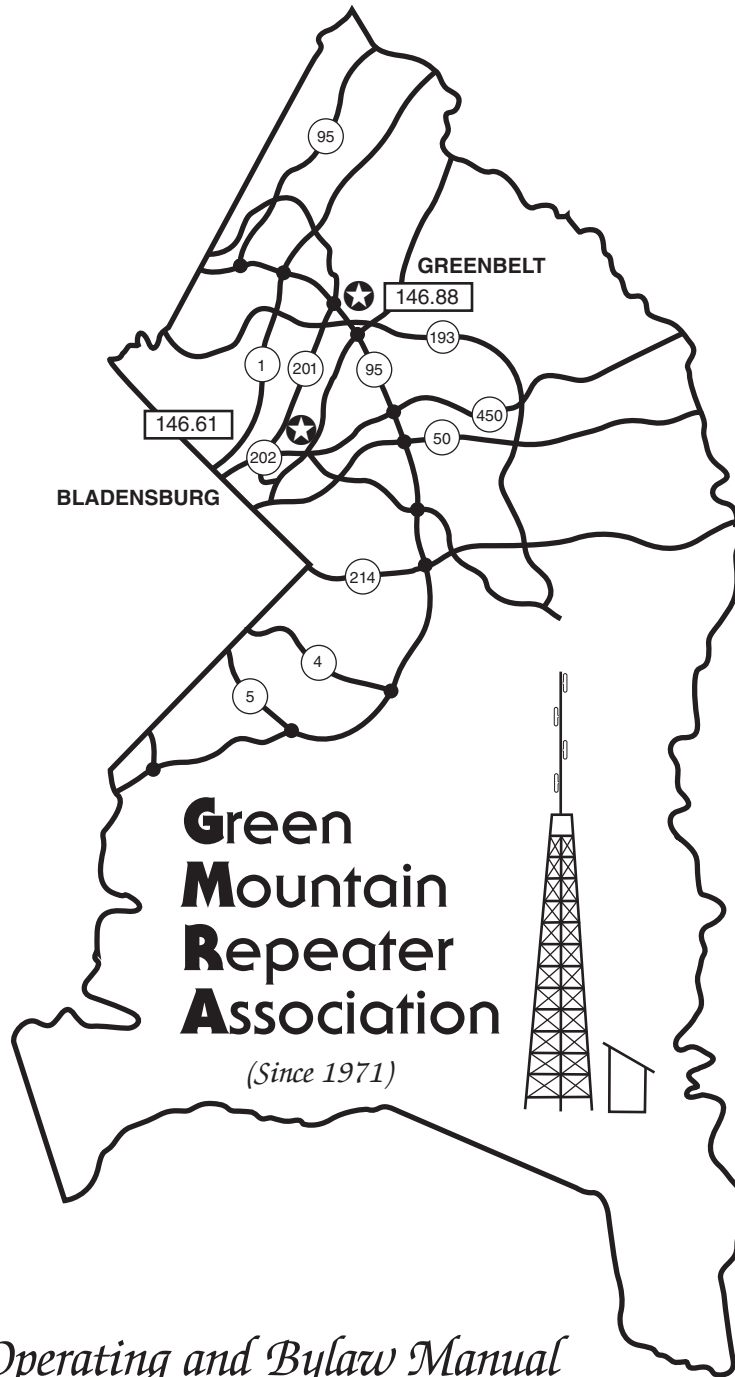 95
GREENBELT
146.88
193
1
201
95
146.61
450
50
202
BLADENSBURG
214
4
5
Green
Mountain
Repeater
Association
(Since 1971)
Operating and Bylaw Manual